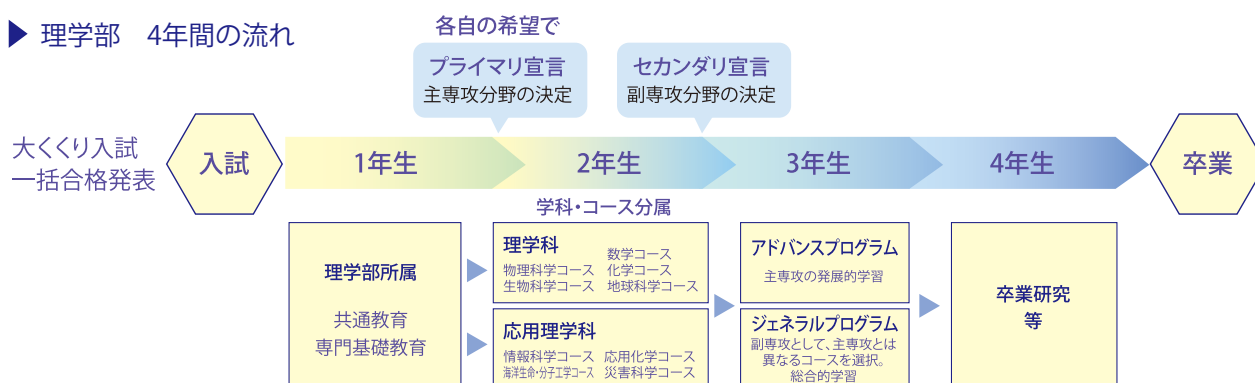 理学部 4年間の流れ
各自の希望で
プライマリ宣言
主専攻分野の決定
セカンダリ宣言
副専攻分野の決定
大くくり入試
一括合格発表
入試
1年生
2年生
3年生
4年生
卒業
学科・コース分属
理学部所属
共通教育
専門基礎教育
理学科
数学コース
物理科学コース 化学コース
生物科学コース 地球科学コース
応用理学科
情報科学コース 応用化学コース
海洋生命・分子工学コース 災害科学コース
アドバンスプログラム
主専攻の発展的学習
ジェネラルプログラム
副専攻として、主専攻とは
異なるコースを選択。
総合的学習
卒業研究
等